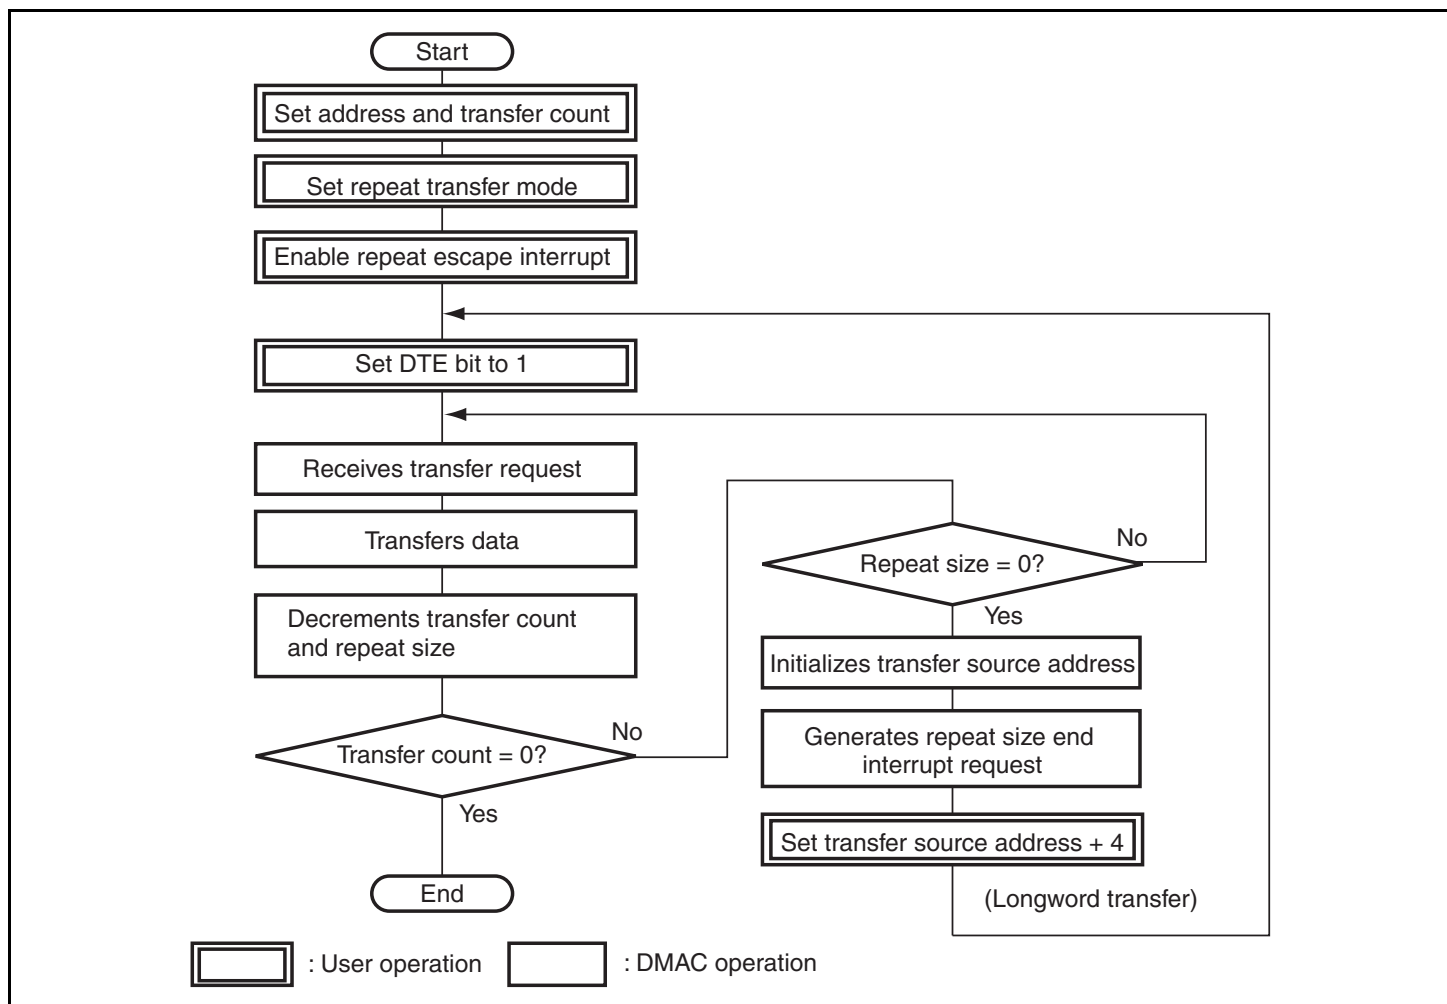 Start
Set address and transfer count
Set repeat transfer mode
Enable repeat escape interrupt
Set DTE bit to 1
Receives transfer request
Transfers data
Decrements transfer count
and repeat size
Transfer count = 0?
No
Yes
End
Repeat size = 0?
No
Yes
Initializes transfer source address
Generates repeat size end
interrupt request
Set transfer source address + 4
(Longword transfer)
: User operation
: DMAC operation